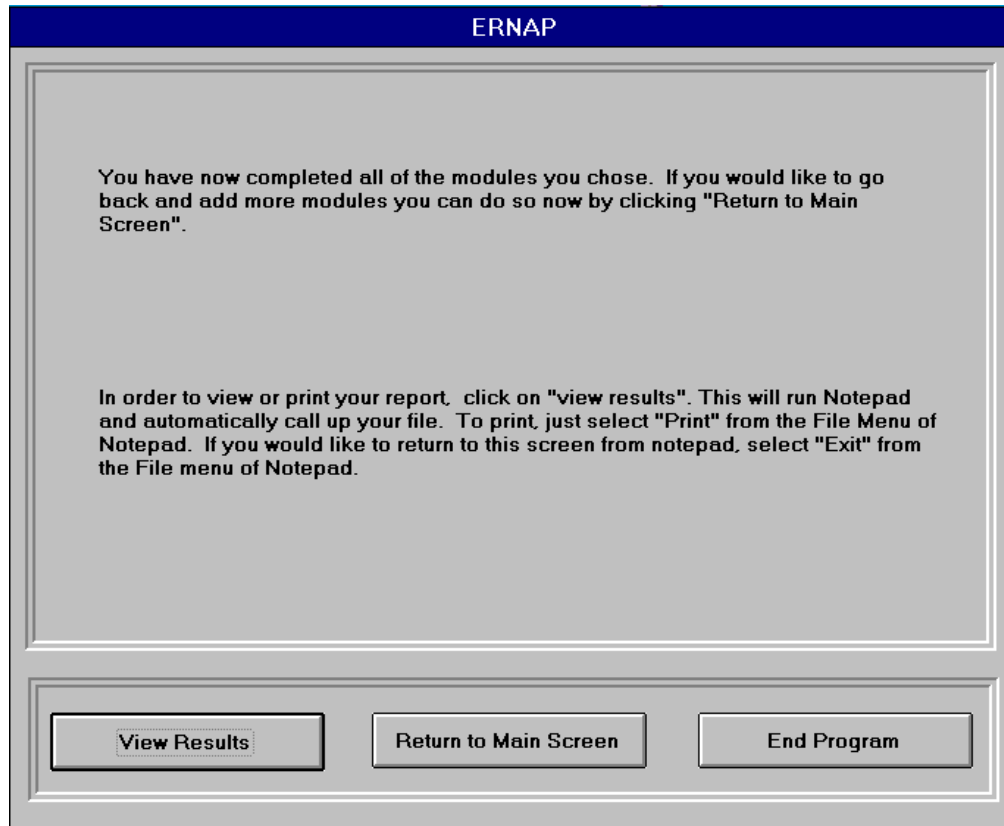 ERNAP
You have now completed all of the modules you chose.  If you would like to go
back and add more modules you can do so now by clicking "Return to Main
Screen".
In order to view or print your report,  click on "view results". This will run Notepad
and automatically call up your file.  To print, just select "Print" from the File Menu of
Notepad.  If you would like to return to this screen from notepad, select "Exit" from
the File menu of Notepad.
View Results
Return to Main Screen
End Program